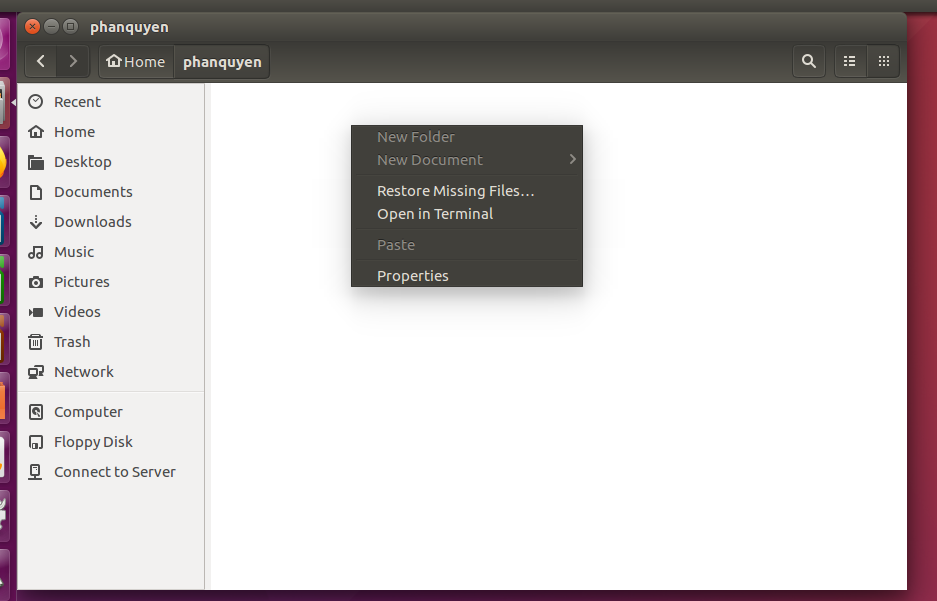 phanquyen
Home phanquyen
Recent
Home
Desktop
Documents
Downloads
Music
Pictures
Videos
Trash
Network
Computer
Floppy Disk
Connect to Server
New Folder
New Document
Restore Missing Files...
Open in Terminal
Paste
Properties